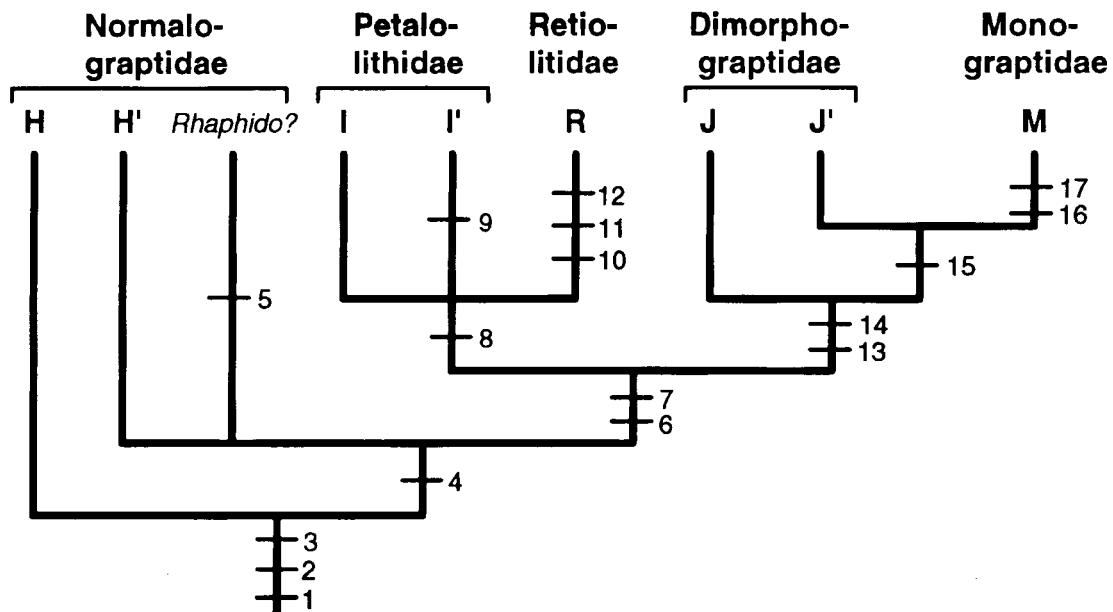 Normalo-
graptidae
Petalo-
lithidae
Retio-
litidae
Dimorpho-
graptidae
Mono-
graptidae
H H' Rhaphido? I I' R J J' M
12
11
10
9
17
16
15
5
8
14
13
7
6
4
3
2
1